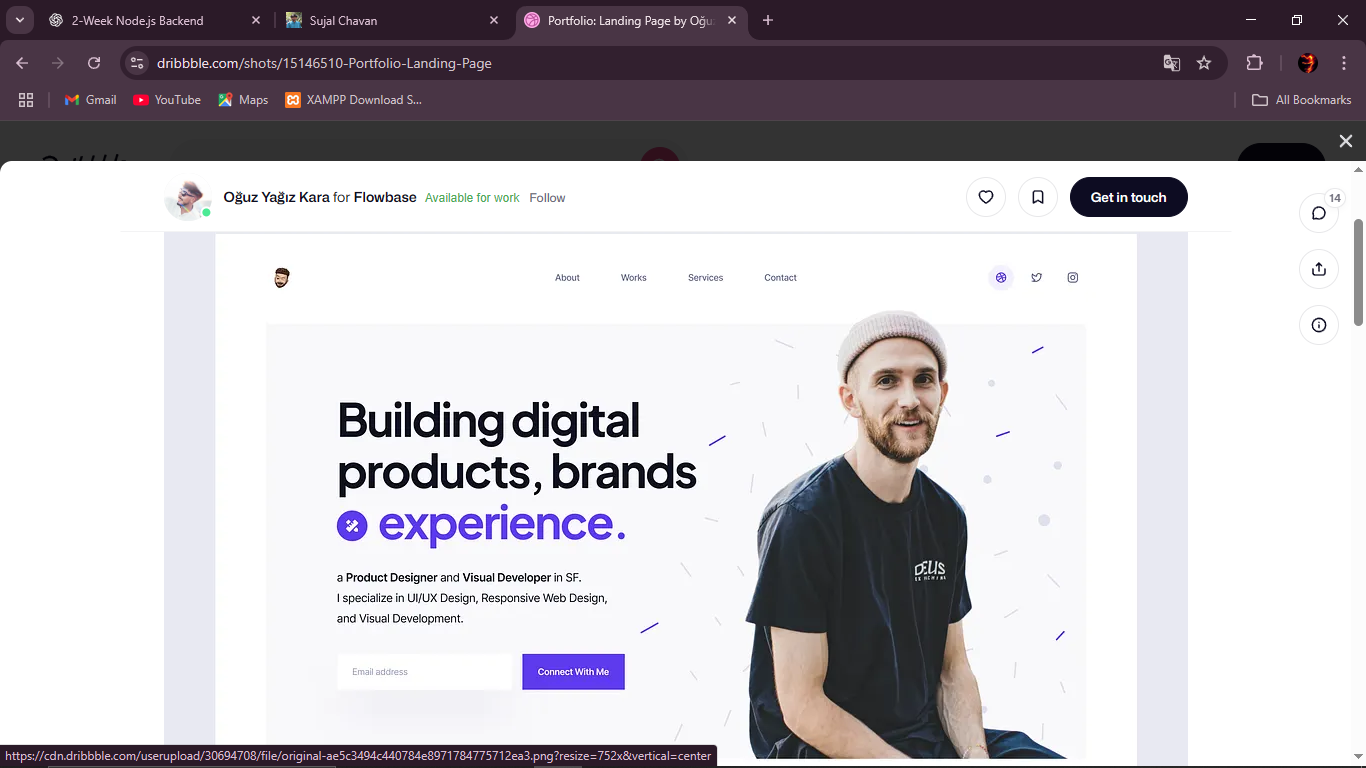 2-Week Node.js Backend
Sujal Chavan
Portfolio: Landing Page by Oğu
dribbble.com/shots/15146510-Portfolio-Landing-Page
Gmail
YouTube
Maps
XAMPP Download S...
All Bookmarks
Oğuz Yağız Kara for Flowbase Available for work Follow
Get in touch
14
About Works Services Contact
Building digital
products, brands
experience.
a Product Designer and Visual Developer in SF.
I specialize in UI/UX Design, Responsive Web Design,
and Visual Development.
Email address
Connect With Me
DEUS
EX MACHINA
https://cdn.dribbble.com/userupload/30694708/file/original-ae5c3494c440784e8971784775712ea3.png?resize=752x&vertical=center